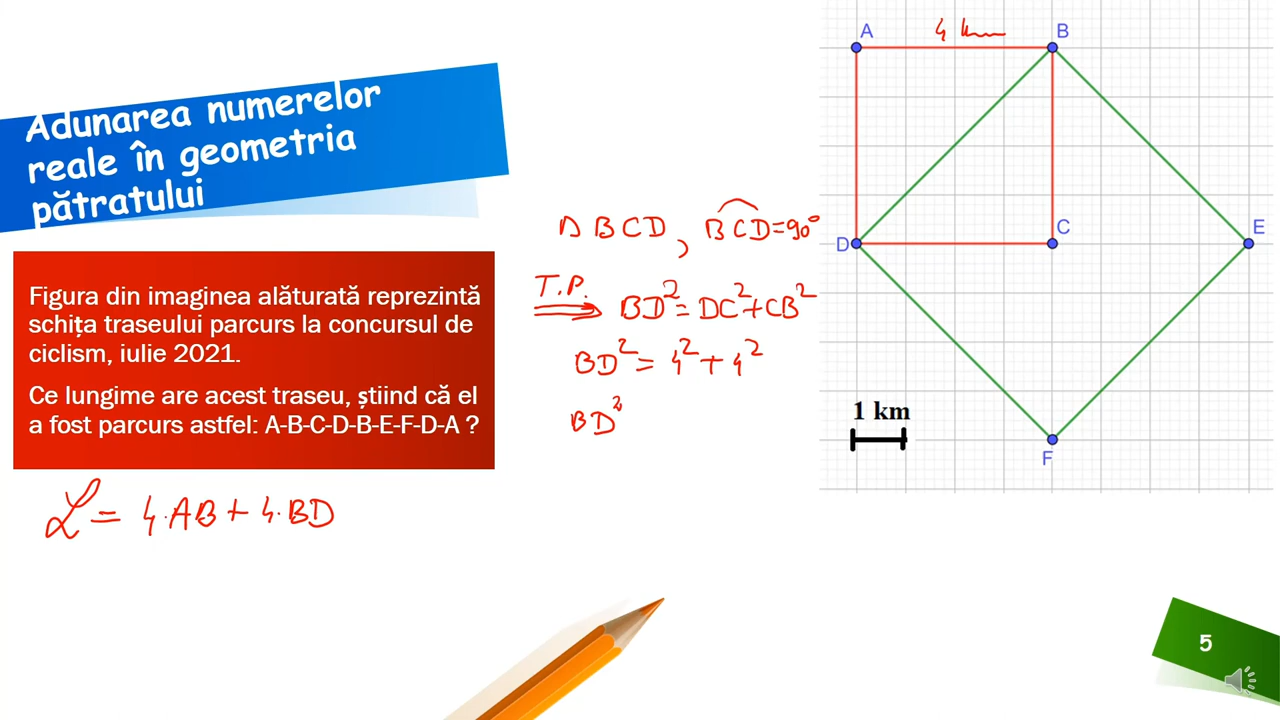 Adunarea numerelor
reale în geometria
pătratului
Figura din imaginea alăturată reprezintă
schița traseului parcurs la concursul de
ciclism, iulie 2021.
Ce lungime are acest traseu, știind că el
a fost parcurs astfel: A-B-C-D-B-E-F-D-A ?
L = 4·AB + 4·BD
Δ BCD, BCD = 90°
T.P. ⇒ BD² = DC² + CB²
BD² = 4² + 4²
BD²
A
4 km
B
D
C
E
1 km
F
5